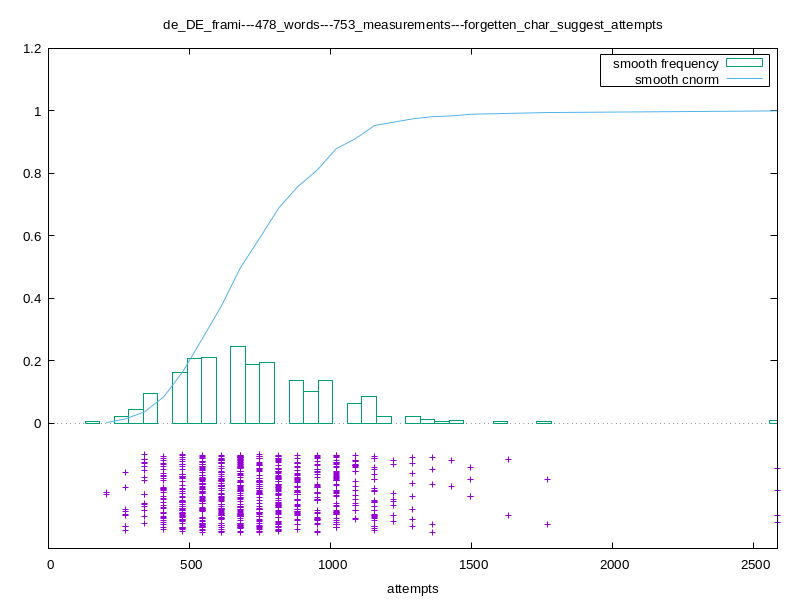 de_DE_frami---478_words---753_measurements---forgetten_char_suggest_attempts
1.2
1
0.8
0.6
0.4
0.2
0
smooth frequency
smooth cnorm
0 500 1000 1500 2000 2500
attempts